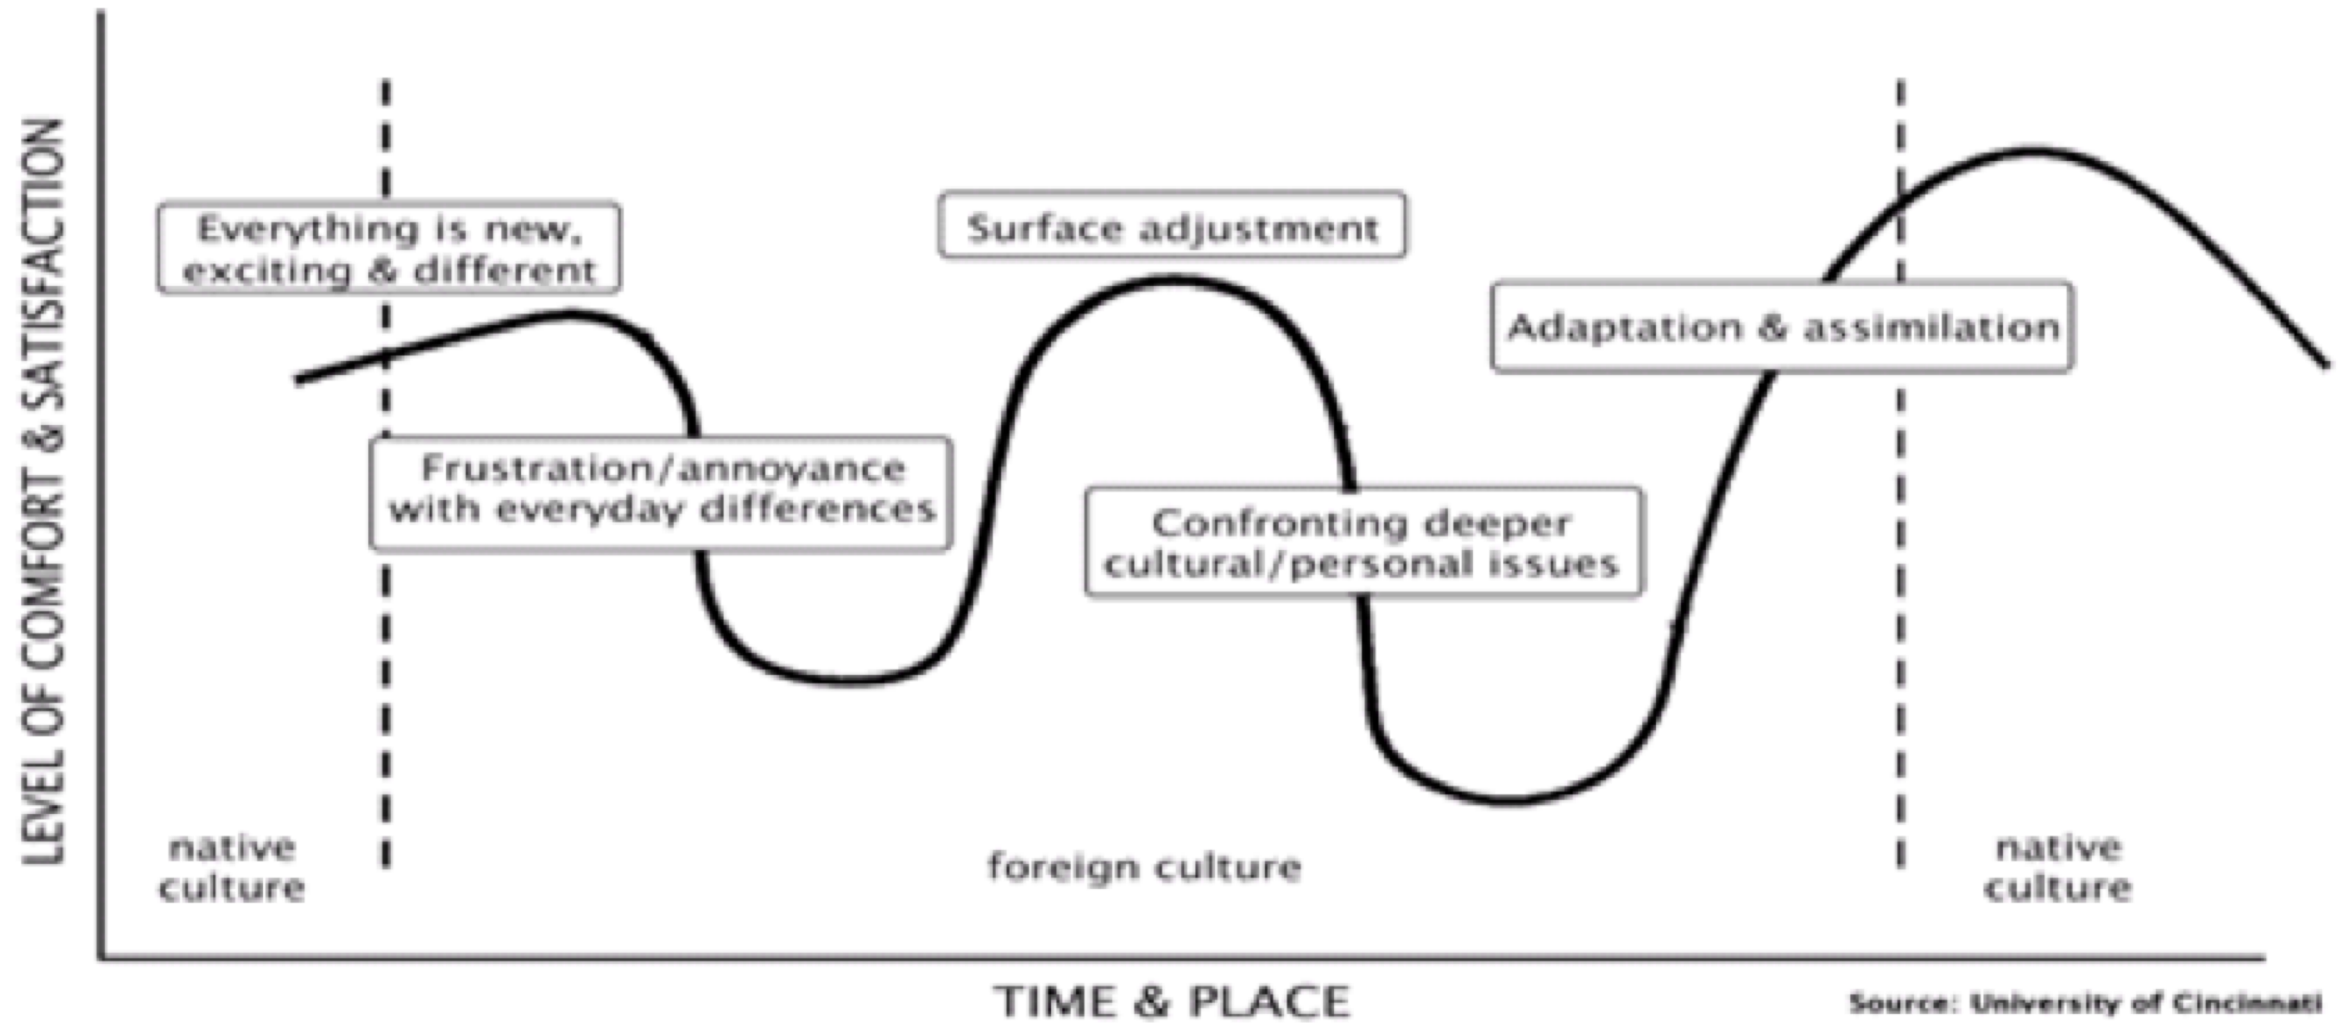 LEVEL OF COMFORT & SATISFACTION
Everything is new,
exciting & different
Frustration/annoyance
with everyday differences
Surface adjustment
Confronting deeper
cultural/personal issues
Adaptation & assimilation
native
culture
foreign culture
native
culture
TIME & PLACE
Source: University of Cincinnati